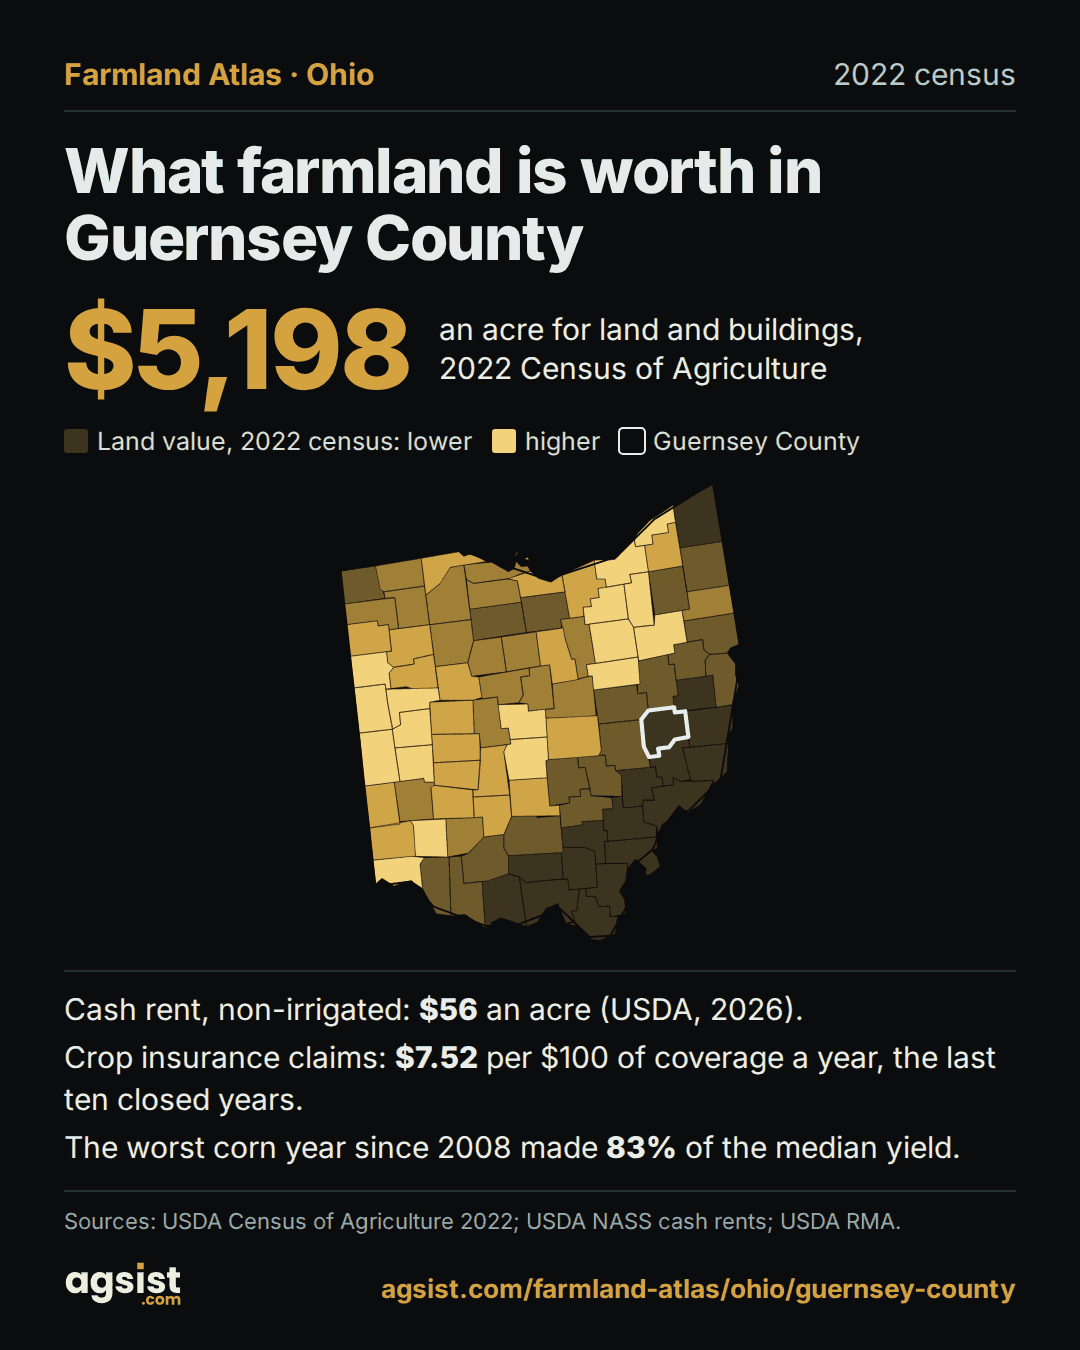 Farmland Atlas · Ohio
2022 census
What farmland is worth in
Guernsey County
$5,198
an acre for land and buildings,
2022 Census of Agriculture
Land value, 2022 census: lower
higher
Guernsey County
Cash rent, non-irrigated: $56 an acre (USDA, 2026).
Crop insurance claims: $7.52 per $100 of coverage a year, the last
ten closed years.
The worst corn year since 2008 made 83% of the median yield.
Sources: USDA Census of Agriculture 2022; USDA NASS cash rents; USDA RMA.
agsist
.com
agsist.com/farmland-atlas/ohio/guernsey-county